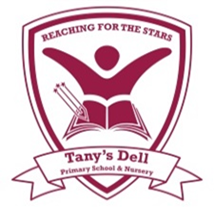 REACHING FOR THE STARS
Tany's Dell
Primary School & Nursery